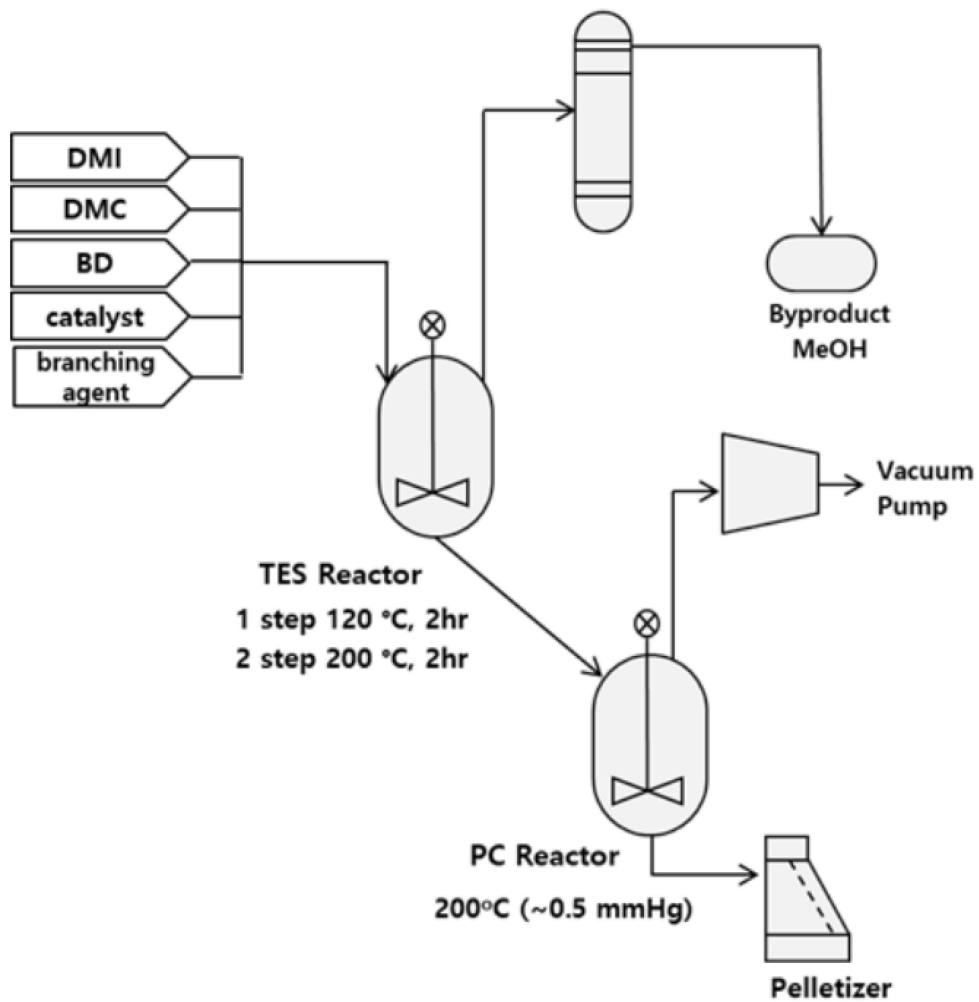 DMI
DMC
BD
catalyst
branching
agent
Byproduct
MeOH
TES Reactor
1 step 120 °C, 2hr
2 step 200 °C, 2hr
Vacuum
Pump
PC Reactor
200°C (~0.5 mmHg)
Pelletizer